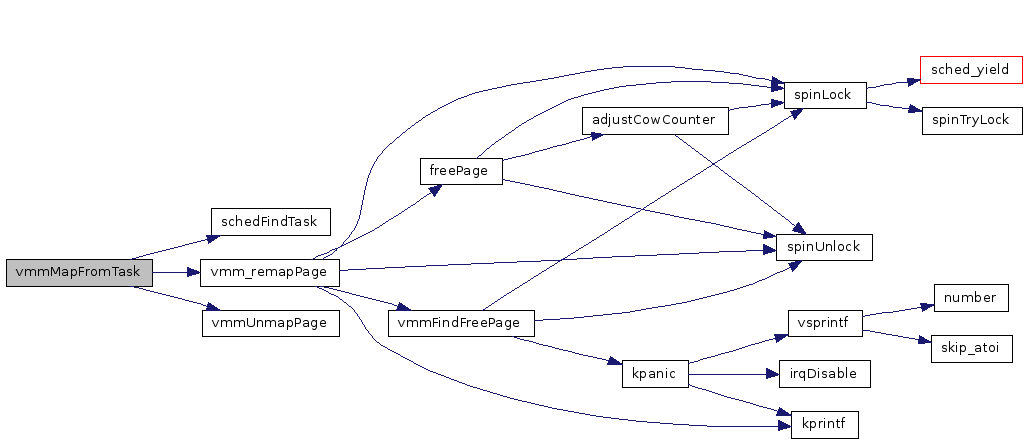 sched_yield
spinLock
adjustCowCounter
spinTryLock
freePage
schedFindTask
spinUnlock
vmmMapFromTask
vmm_remapPage
number
vmmFindFreePage
vmmUnmapPage
vsprintf
skip_atoi
kpanic
irqDisable
kprintf